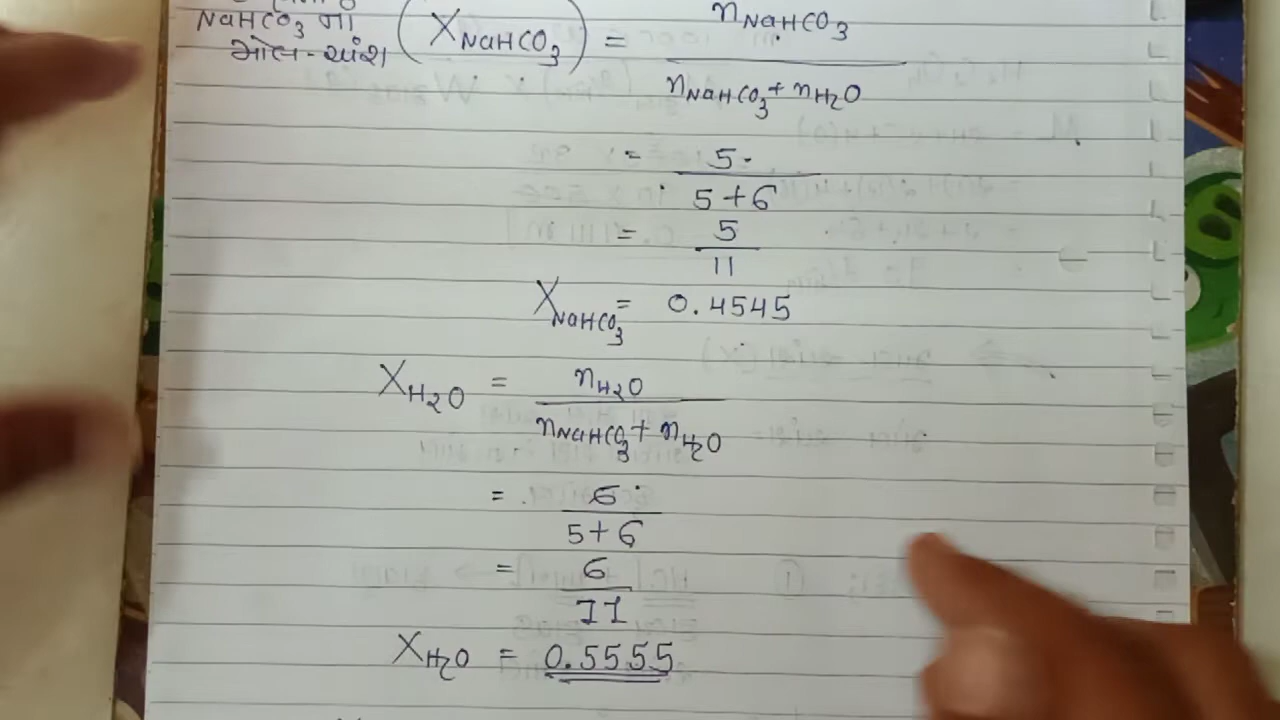 NaHCO3 ના (XNaHCO3) = nNaHCO3
મોલ-અંશ nNaHCO3 + nH2O
= 5
5+6
= 5
11
XNaHCO3 = 0.4545
XH2O = nH2O
nNaHCO3 + nH2O
= 6
5+6
= 6
11
XH2O = 0.5555